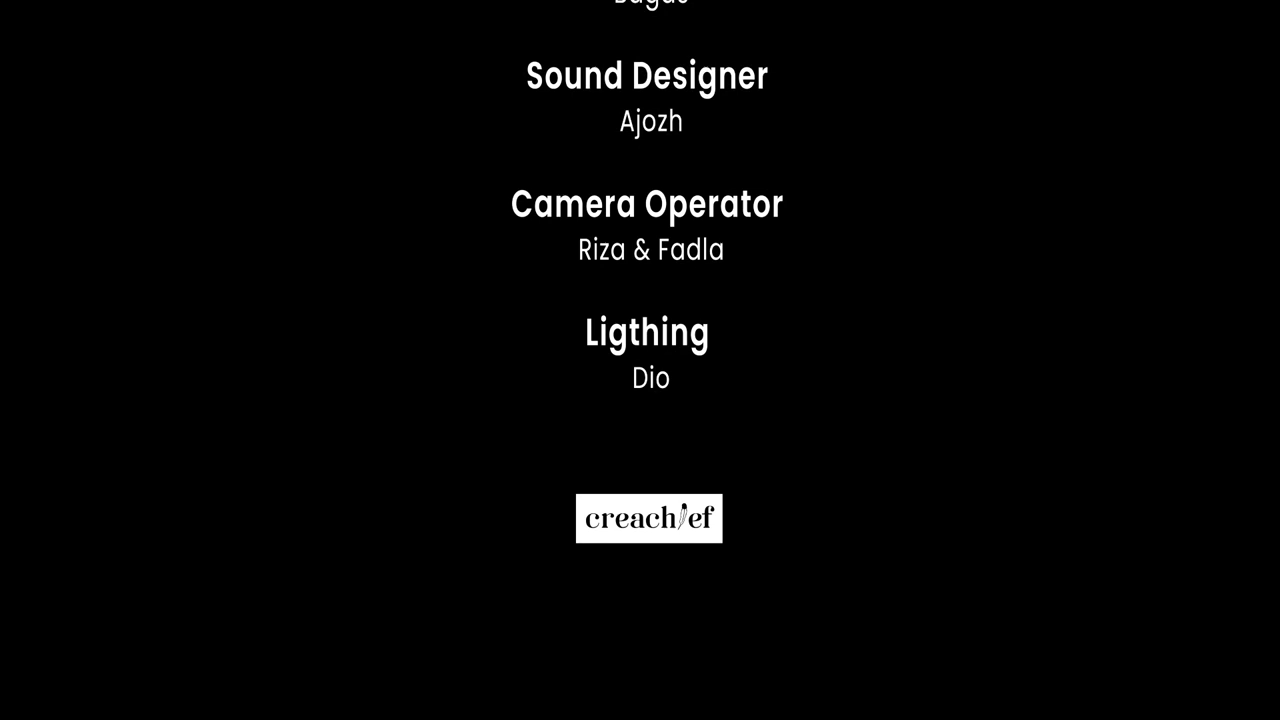 Sound Designer
Ajozh
Camera Operator
Riza & Fadla
Ligthing
Dio
creachief